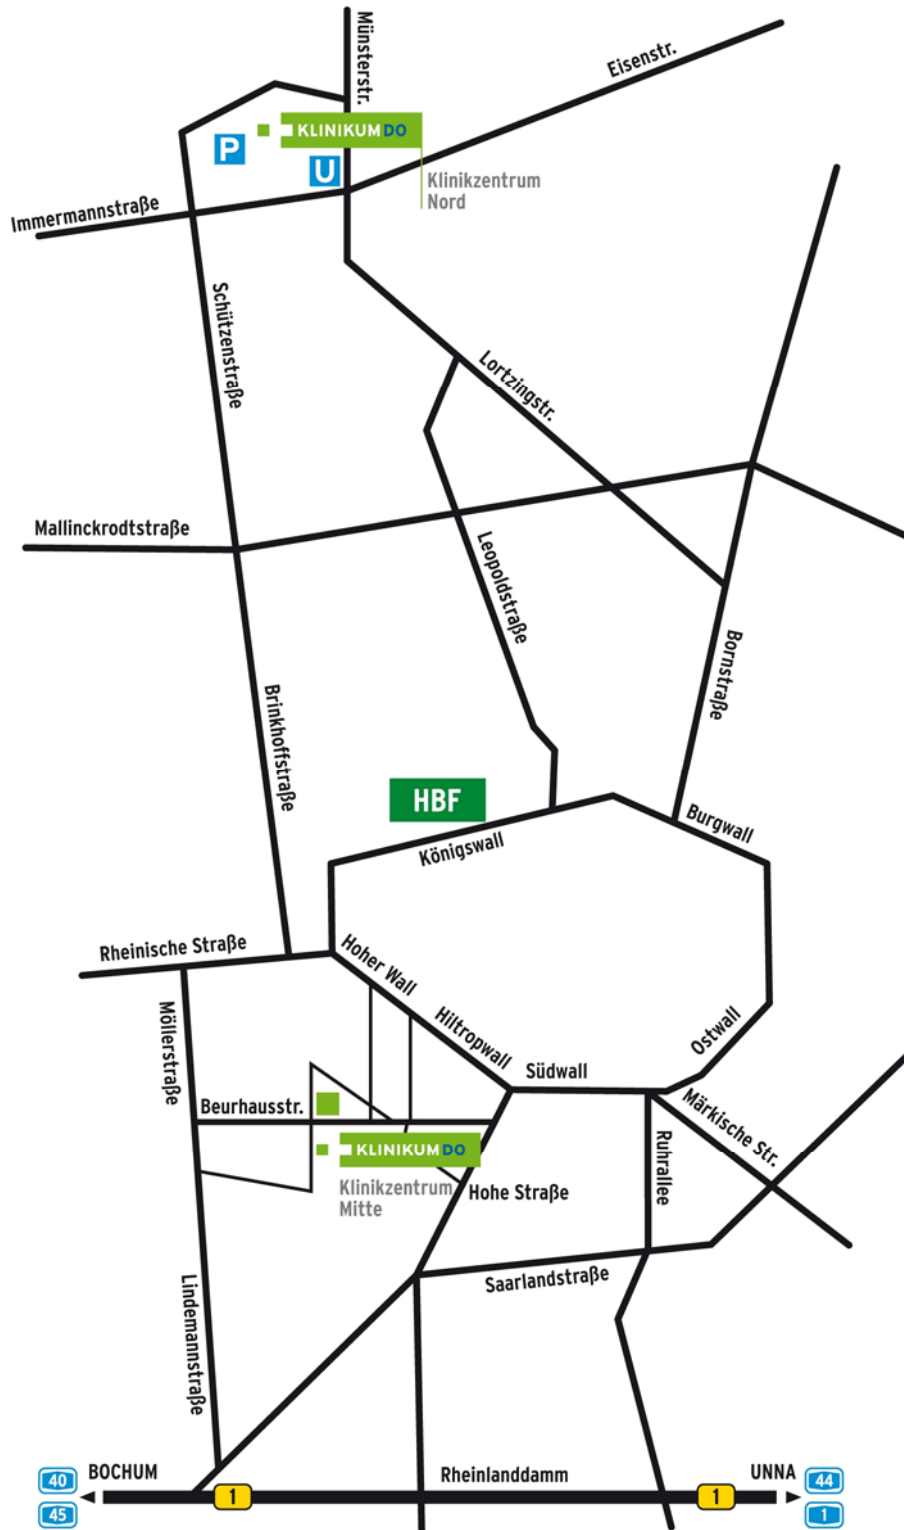 Münsterstr.
Eisenstr.
KLINIKUMDO
P
U
Klinikzentrum
Nord
Immermannstraße
Schützenstraße
Lortzingstr.
Mallinckrodtstraße
Leopoldstraße
Bornstraße
Brinkhoffstraße
HBF
Königswall
Burgwall
Rheinische Straße
Hoher Wall
Hiltropwall
Möllerstraße
Südwall
Ostwall
Beurhausstr.
Märkische Str.
Ruhrallee
KLINIKUMDO
Klinikzentrum
Mitte
Hohe Straße
Saarlandstraße
Lindemannstraße
40
BOCHUM
Rheinlanddamm
UNNA
44
1
1
45
1